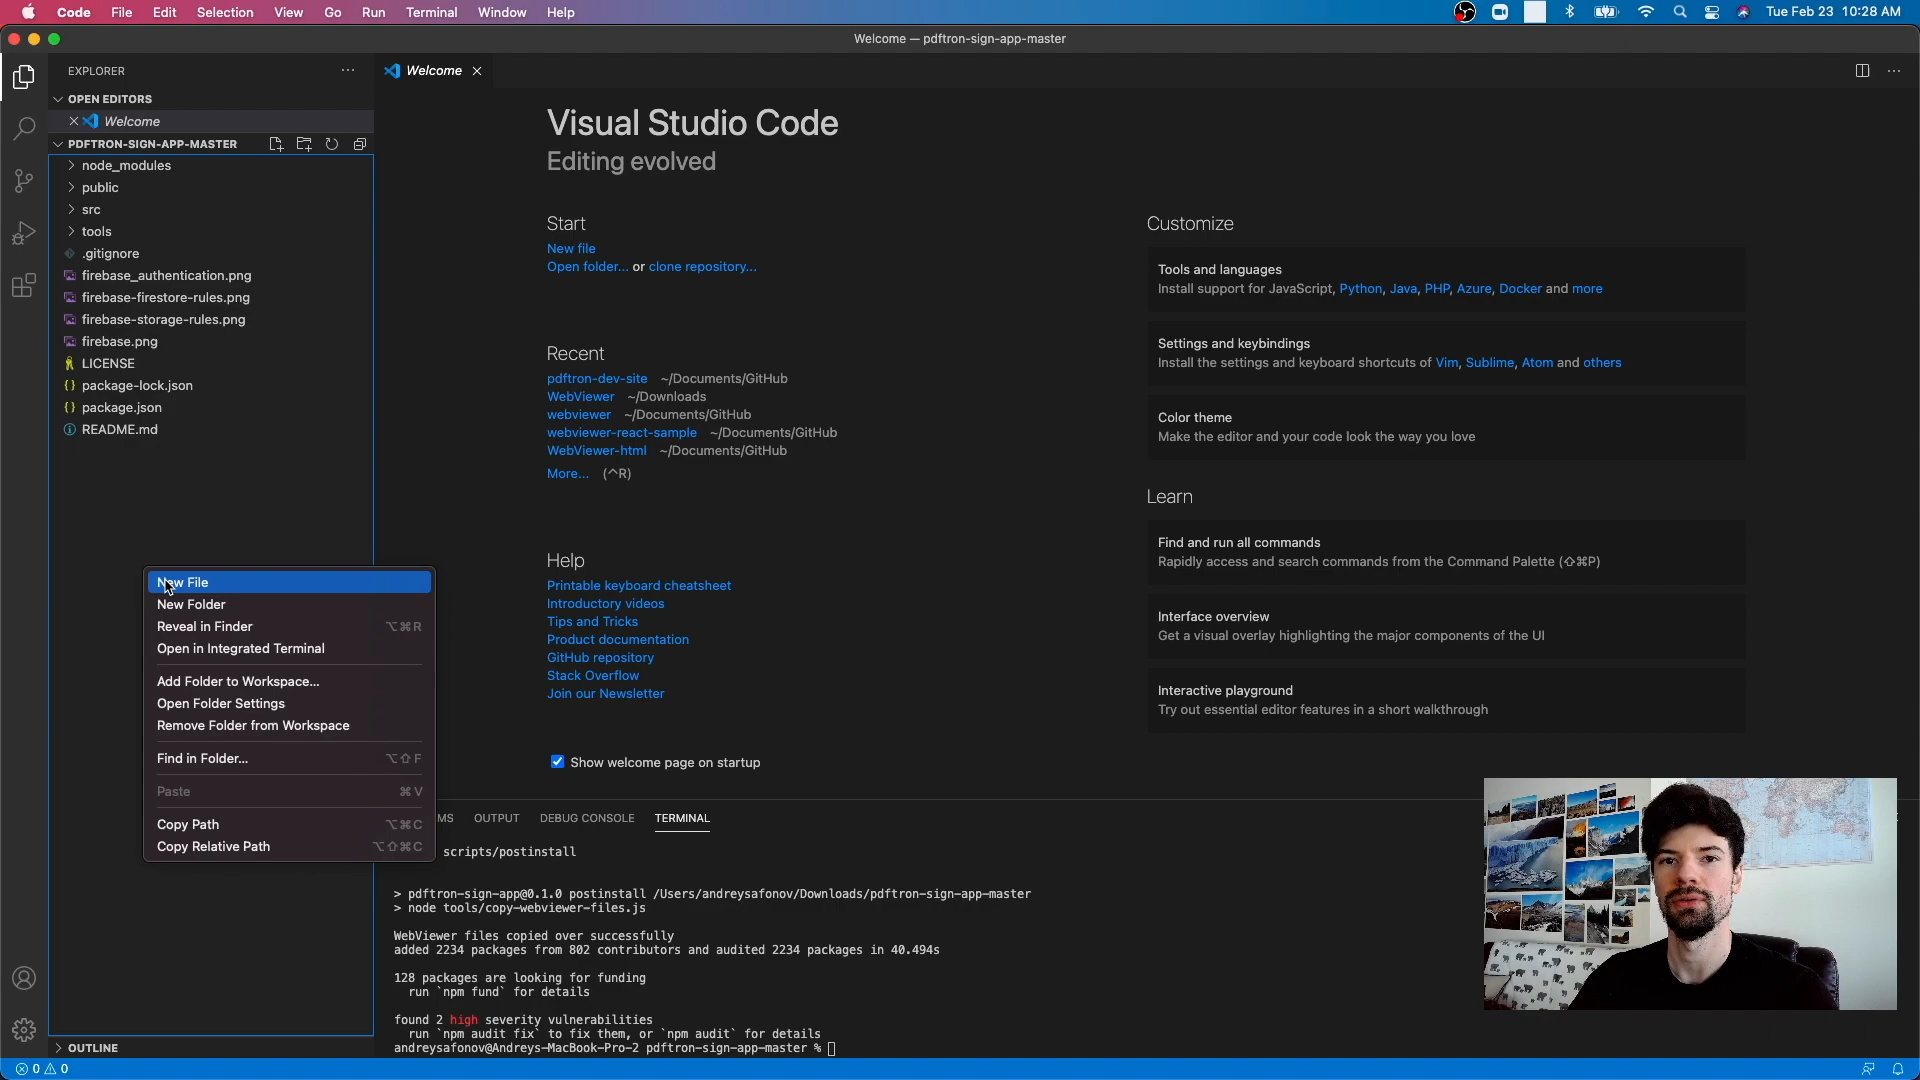 Code File Edit Selection View Go Run Terminal Window Help
Tue Feb 23 10:28 AM
Welcome — pdftron-sign-app-master
EXPLORER
OPEN EDITORS
Welcome
PDFTRON-SIGN-APP-MASTER
node_modules
public
src
tools
.gitignore
firebase_authentication.png
firebase-firestore-rules.png
firebase-storage-rules.png
firebase.png
LICENSE
package-lock.json
package.json
README.md
New File
New Folder
Reveal in Finder ⌥⌘R
Open in Integrated Terminal
Add Folder to Workspace...
Open Folder Settings
Remove Folder from Workspace
Find in Folder... ⌥⇧F
Paste ⌘V
Copy Path ⌥⌘C
Copy Relative Path ⌥⇧⌘C
OUTLINE
Welcome
Visual Studio Code
Editing evolved
Start
New file
Open folder... or clone repository...
Recent
pdftron-dev-site ~/Documents/GitHub
WebViewer ~/Downloads
webviewer ~/Documents/GitHub
webviewer-react-sample ~/Documents/GitHub
WebViewer-html ~/Documents/GitHub
More... (^R)
Help
Printable keyboard cheatsheet
Introductory videos
Tips and Tricks
Product documentation
GitHub repository
Stack Overflow
Join our Newsletter
Show welcome page on startup
Customize
Tools and languages
Install support for JavaScript, Python, Java, PHP, Azure, Docker and more
Settings and keybindings
Install the settings and keyboard shortcuts of Vim, Sublime, Atom and others
Color theme
Make the editor and your code look the way you love
Learn
Find and run all commands
Rapidly access and search commands from the Command Palette (⇧⌘P)
Interface overview
Get a visual overlay highlighting the major components of the UI
Interactive playground
Try out essential editor features in a short walkthrough
MS OUTPUT DEBUG CONSOLE TERMINAL
scripts/postinstall
> pdftron-sign-app@0.1.0 postinstall /Users/andreysafonov/Downloads/pdftron-sign-app-master
> node tools/copy-webviewer-files.js
WebViewer files copied over successfully
added 2234 packages from 802 contributors and audited 2234 packages in 40.494s
128 packages are looking for funding
run `npm fund` for details
found 2 high severity vulnerabilities
run `npm audit fix` to fix them, or `npm audit` for details
andreysafonov@Andreys-MacBook-Pro-2 pdftron-sign-app-master %
0 0